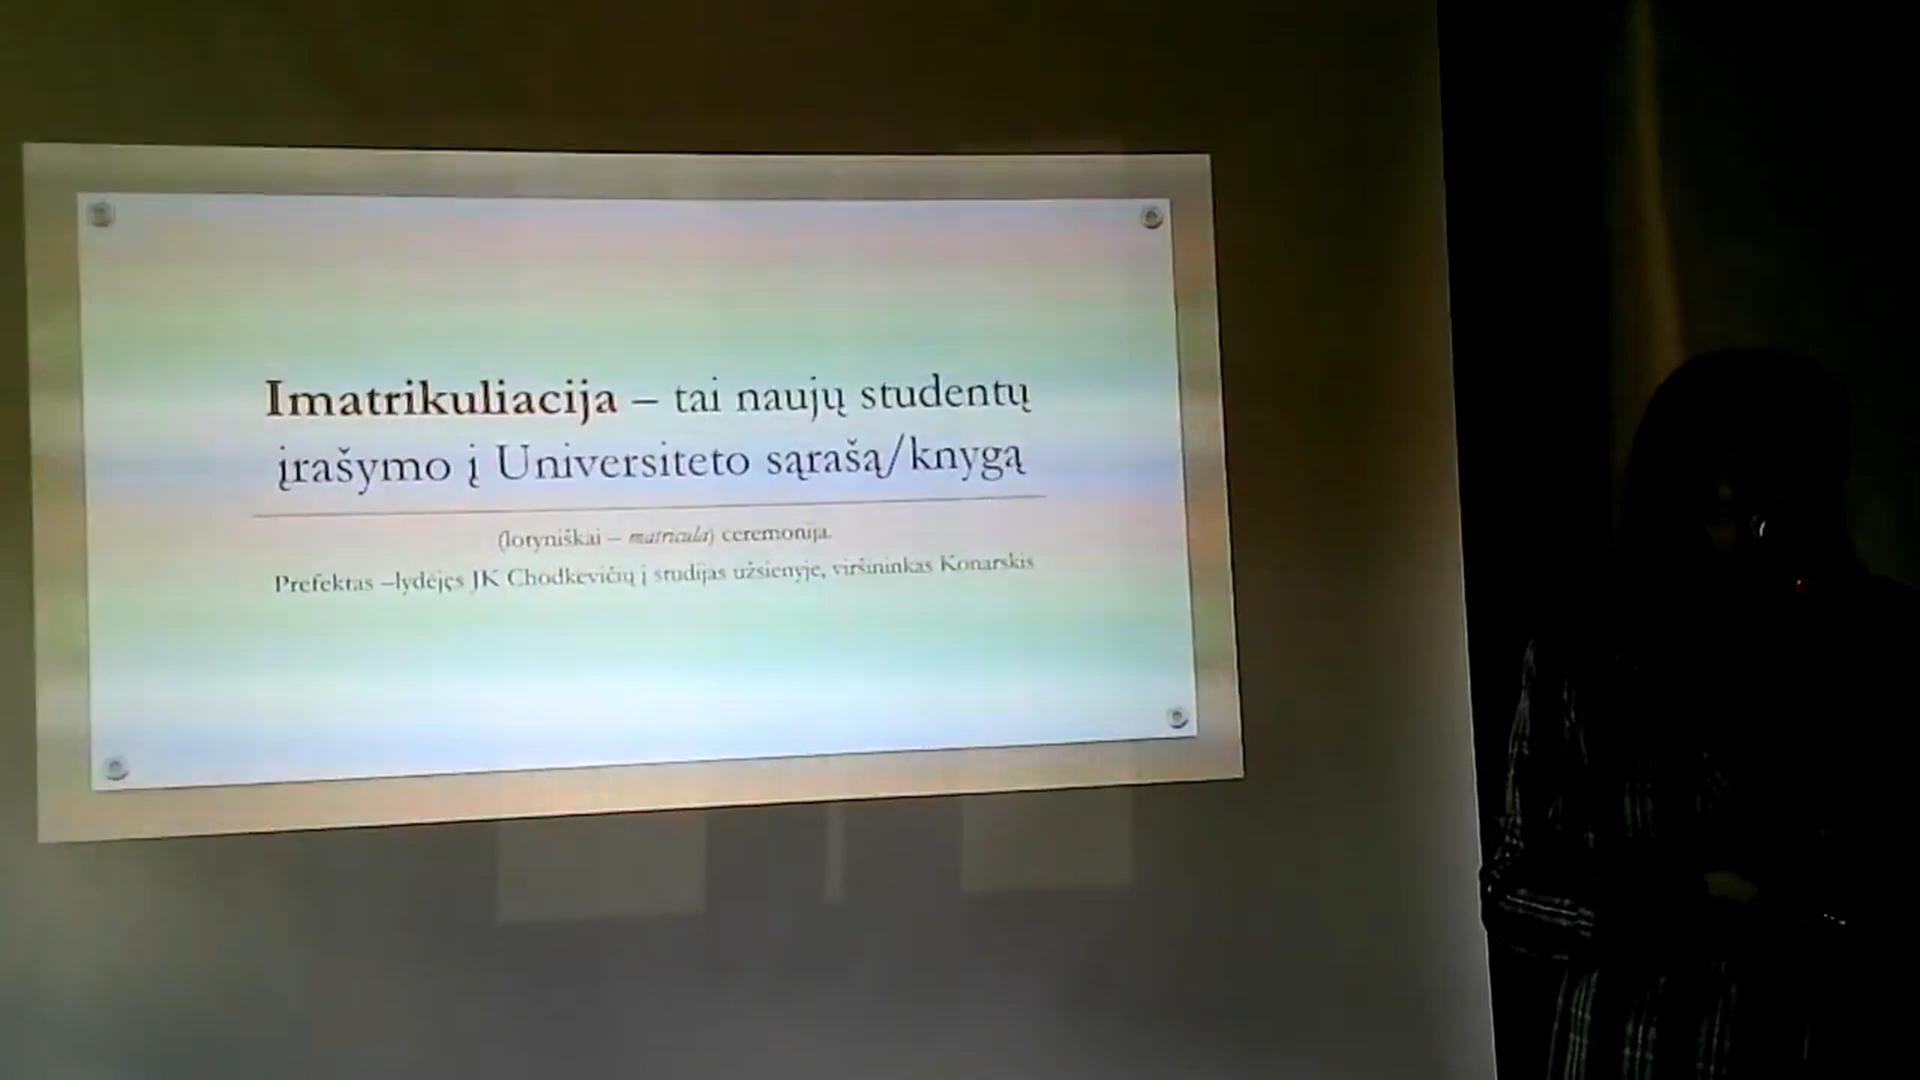 Imatrikuliacija – tai naujų studentų
įrašymo į Universiteto sąrašą/knygą
(lotyniškai – matricula) ceremonija.
Prefektas –lydėjęs JK Chodkevičių į studijas užsienyje, viršininkas Konarskis